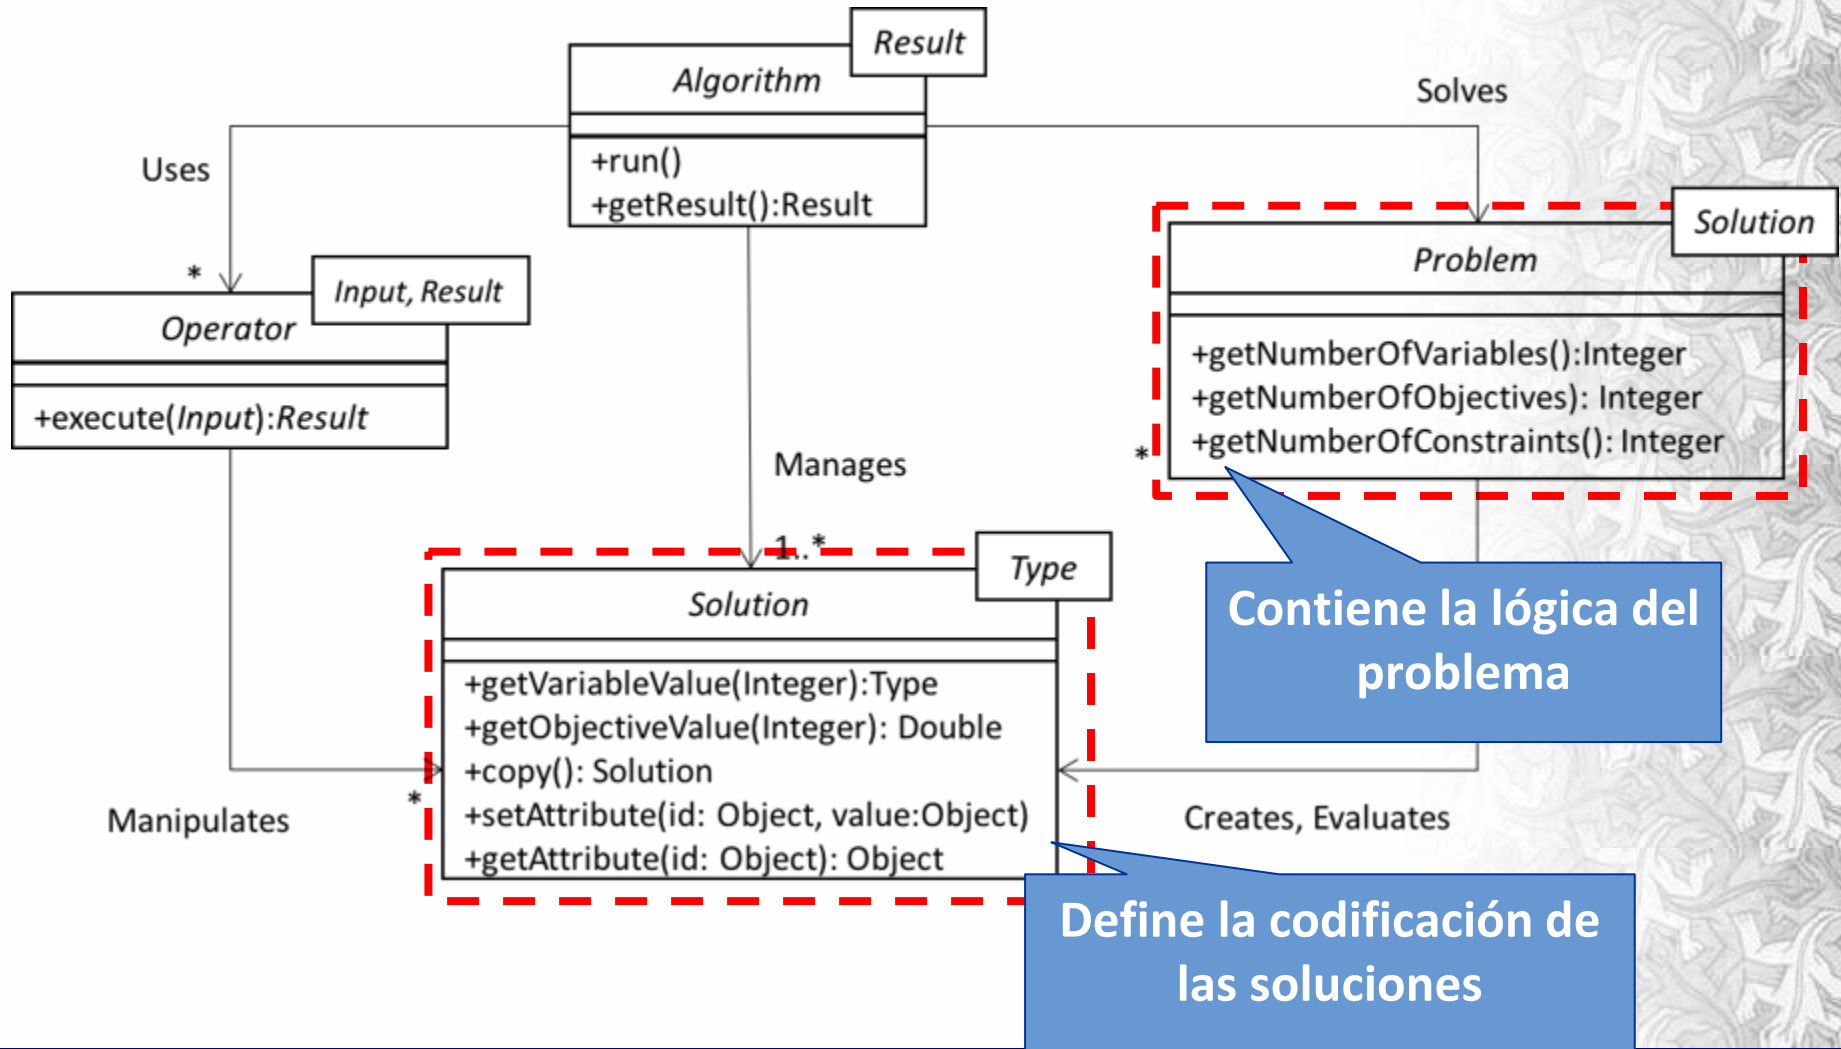 Result
Algorithm
+run()
+getResult():Result
Solves
Uses
*
Input, Result
Operator
+execute(Input):Result
Solution
Problem
+getNumberOfVariables():Integer
+getNumberOfObjectives): Integer
+getNumberOfConstraints(): Integer
*
Manages
1..*
Type
Solution
+getVariableValue(Integer):Type
+getObjectiveValue(Integer): Double
+copy(): Solution
+setAttribute(id: Object, value:Object)
+getAttribute(id: Object): Object
Contiene la lógica del
problema
*
Manipulates
Creates, Evaluates
Define la codificación de
las soluciones